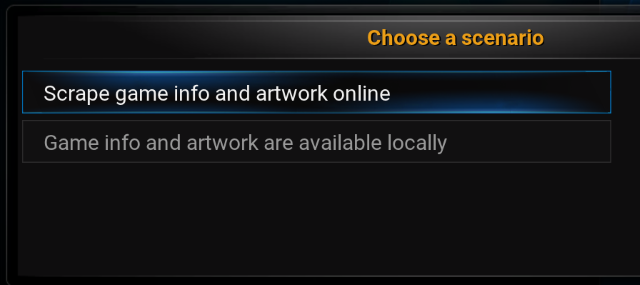 Choose a scenario
Scrape game info and artwork online
Game info and artwork are available locally